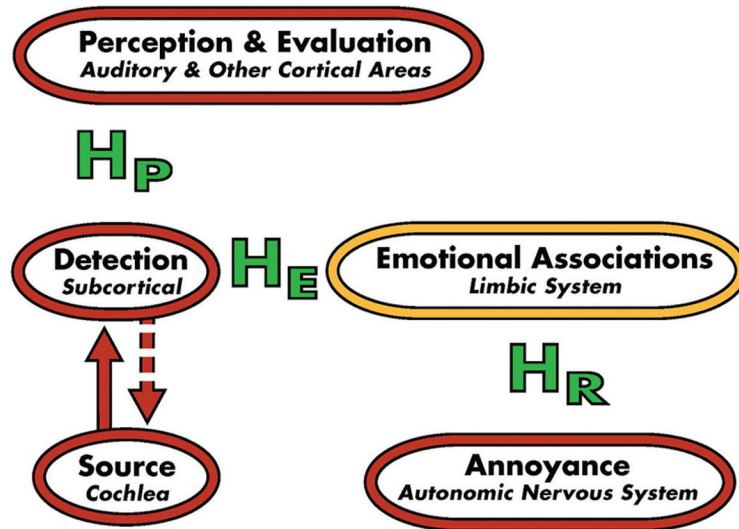 Perception & Evaluation
Auditory & Other Cortical Areas
HP
Detection
Subcortical
HE
Emotional Associations
Limbic System
HR
Source
Cochlea
Annoyance
Autonomic Nervous System